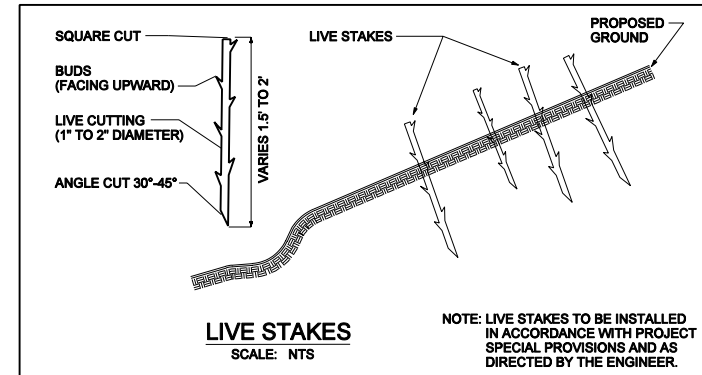 SQUARE CUT
BUDS
(FACING UPWARD)
LIVE CUTTING
(1" TO 2" DIAMETER)
ANGLE CUT 30°-45°
VARIES 1.5' TO 2'
LIVE STAKES
PROPOSED
GROUND
LIVE STAKES
SCALE: NTS
NOTE: LIVE STAKES TO BE INSTALLED
IN ACCORDANCE WITH PROJECT
SPECIAL PROVISIONS AND AS
DIRECTED BY THE ENGINEER.